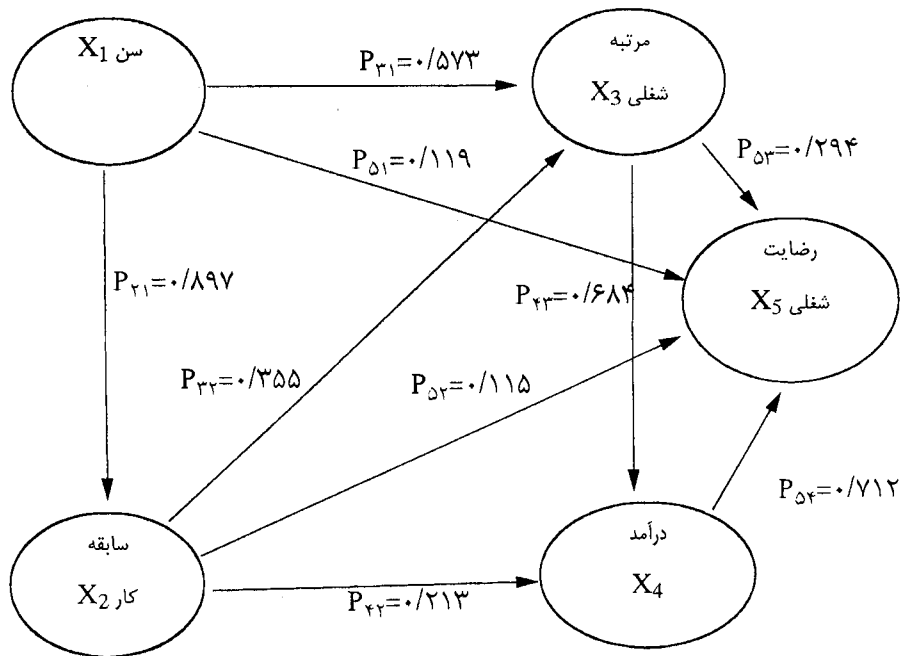 سن X1
P۳۱=۰/۵۷۳
مرتبه
شغلی X3
P۵۱=۰/۱۱۹
P۵۳=۰/۲۹۴
رضایت
شغلی X5
P۲۱=۰/۸۹۷
P۴۳=۰/۶۸۴
P۳۲=۰/۳۵۵
P۵۲=۰/۱۱۵
P۵۴=۰/۷۱۲
سابقه
کار X2
درآمد
X4
P۴۲=۰/۲۱۳